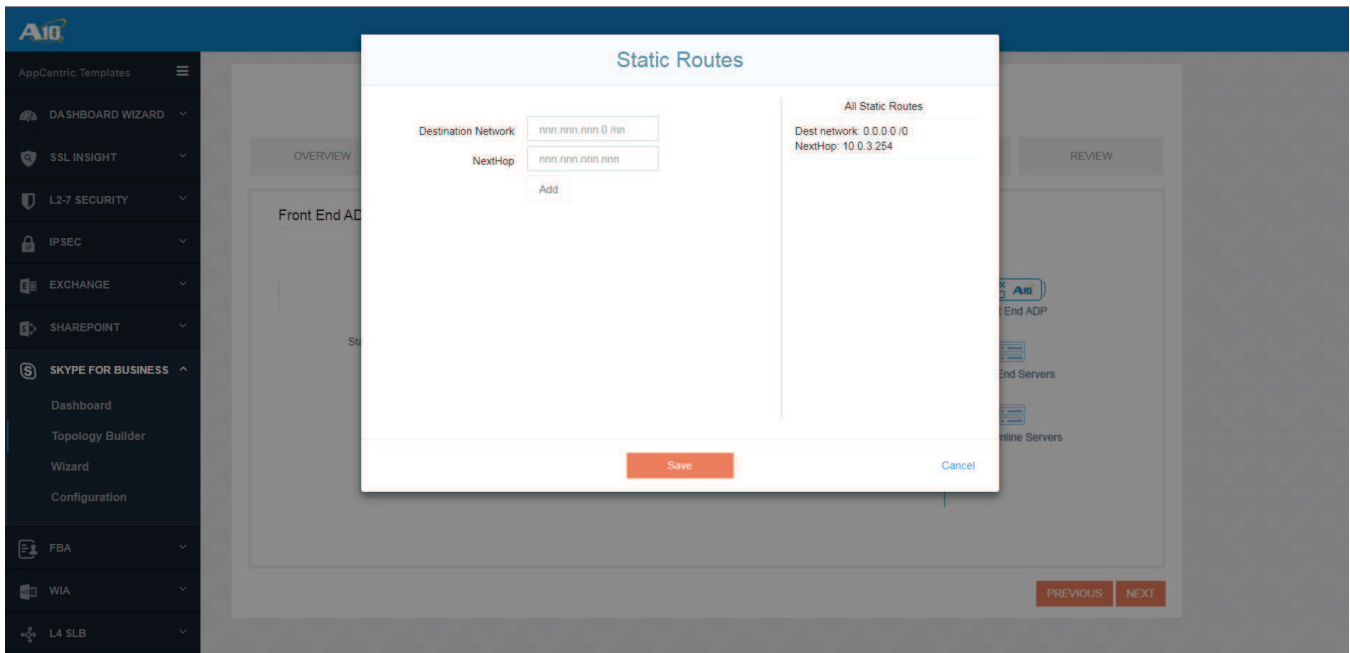 A10
AppCentric Templates
DASHBOARD WIZARD
SSL INSIGHT
L2-7 SECURITY
IPSEC
EXCHANGE
SHAREPOINT
SKYPE FOR BUSINESS
Dashboard
Topology Builder
Wizard
Configuration
FBA
WIA
L4 SLB
OVERVIEW
REVIEW
Front End AD
Sta
Static Routes
Destination Network nnn.nnn.nnn.0 /nn
NextHop nnn.nnn.nnn.nnn
Add
All Static Routes
Dest network: 0.0.0.0 /0
NextHop: 10.0.3.254
Save
Cancel
A10
End ADP
End Servers
nline Servers
PREVIOUS
NEXT